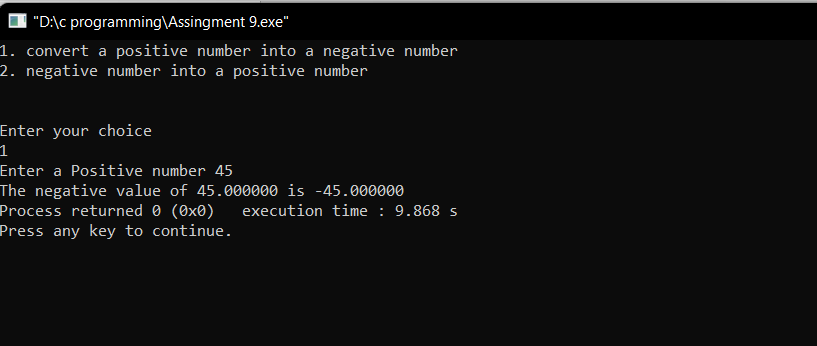 "D:\c programming\Assingment 9.exe"
1. convert a positive number into a negative number
2. negative number into a positive number
Enter your choice
1
Enter a Positive number 45
The negative value of 45.000000 is -45.000000
Process returned 0 (0x0)   execution time : 9.868 s
Press any key to continue.